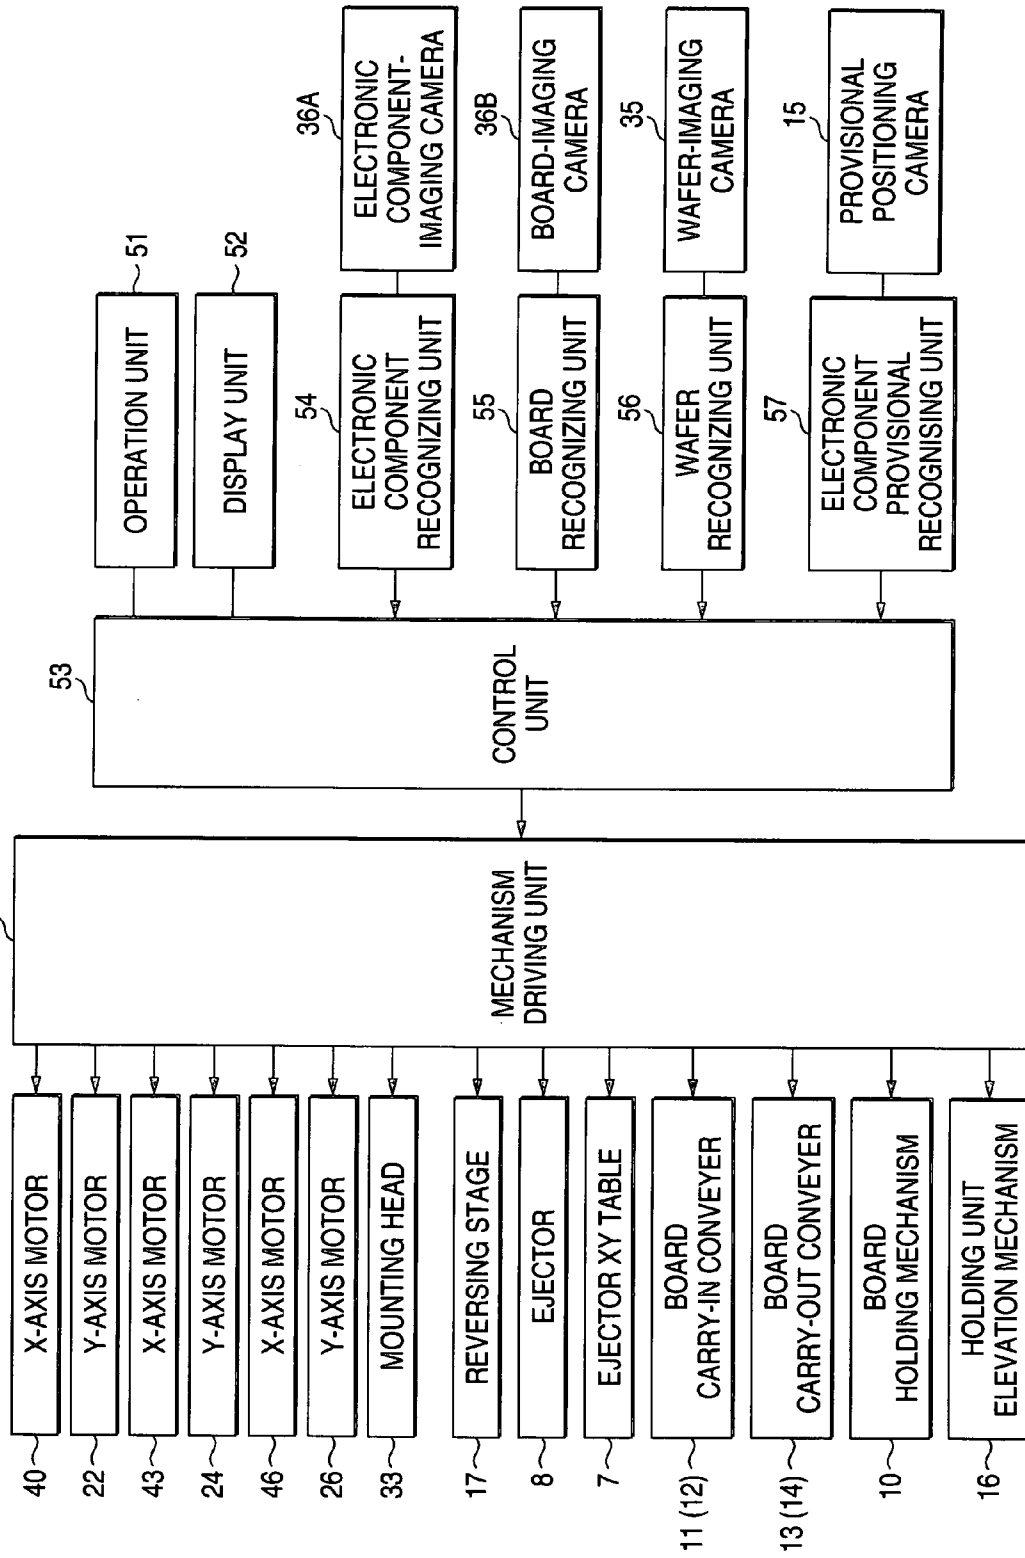 53
51
OPERATION UNIT
52
DISPLAY UNIT
36A
ELECTRONIC
COMPONENT-
IMAGING CAMERA
54
ELECTRONIC
COMPONENT
RECOGNIZING UNIT
36B
BOARD-IMAGING
CAMERA
55
BOARD
RECOGNIZING UNIT
35
WAFER-IMAGING
CAMERA
56
WAFER
RECOGNIZING UNIT
15
PROVISIONAL
POSITIONING
CAMERA
57
ELECTRONIC
COMPONENT
PROVISIONAL
RECOGNISING UNIT
CONTROL
UNIT
MECHANISM
DRIVING UNIT
40
X-AXIS MOTOR
22
Y-AXIS MOTOR
43
X-AXIS MOTOR
24
Y-AXIS MOTOR
46
X-AXIS MOTOR
26
Y-AXIS MOTOR
33
MOUNTING HEAD
17
REVERSING STAGE
8
EJECTOR
7
EJECTOR XY TABLE
11 (12)
BOARD
CARRY-IN CONVEYER
13 (14)
BOARD
CARRY-OUT CONVEYER
10
BOARD
HOLDING MECHANISM
16
HOLDING UNIT
ELEVATION MECHANISM